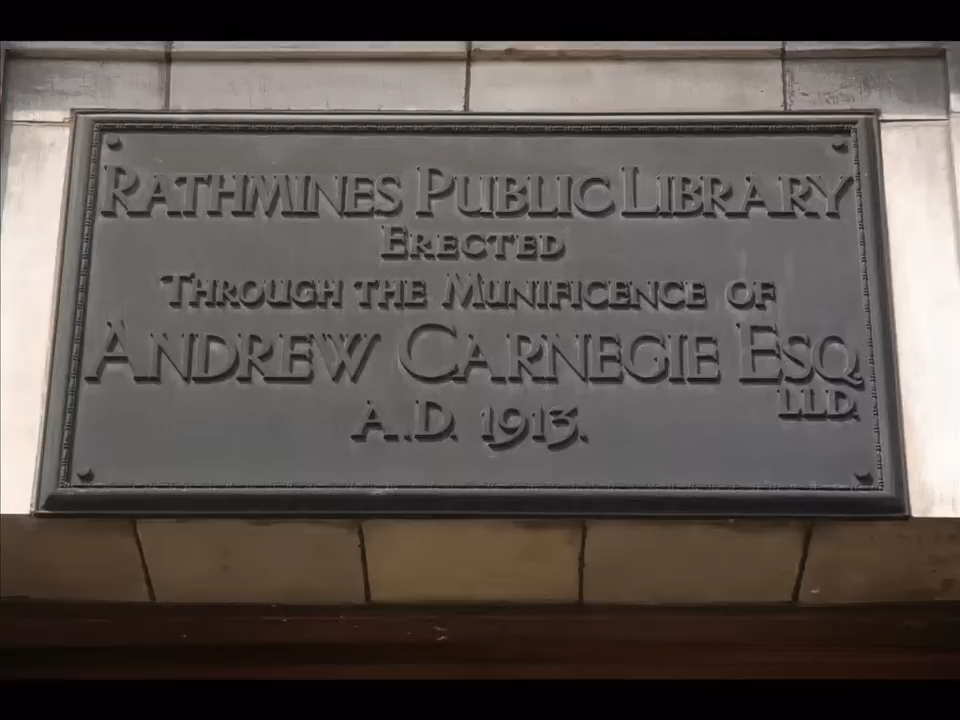 RATHMINES PUBLIC LIBRARY
ERECTED
THROUGH THE MUNIFICENCE OF
ANDREW CARNEGIE ESQ
LLD.
A.D. 1913.